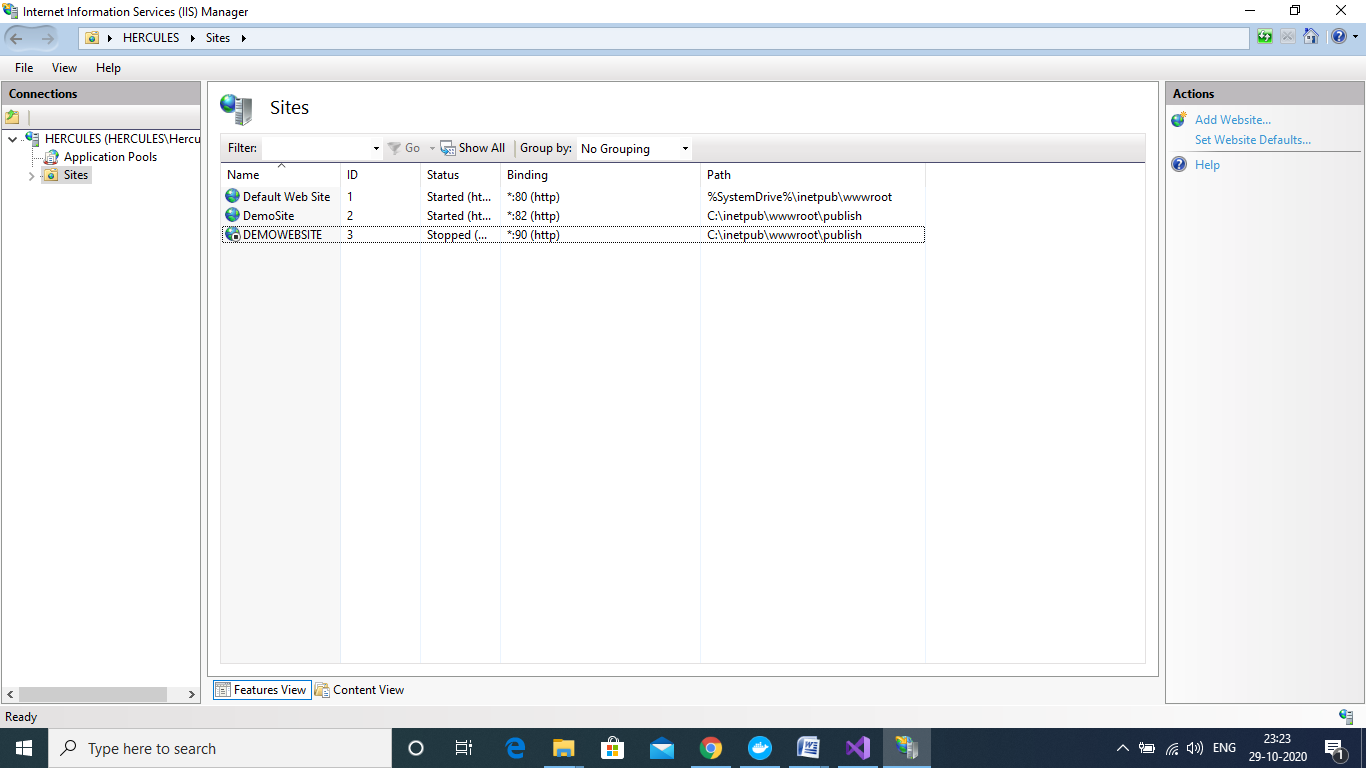 Internet Information Services (IIS) Manager
HERCULES Sites
File View Help
Connections
HERCULES (HERCULES\Hercu
Application Pools
Sites
Sites
Filter: Go Show All Group by: No Grouping
Name ID Status Binding Path
Default Web Site 1 Started (ht... *:80 (http) %SystemDrive%\inetpub\wwwroot
DemoSite 2 Started (ht... *:82 (http) C:\inetpub\wwwroot\publish
DEMOWEBSITE 3 Stopped (... *:90 (http) C:\inetpub\wwwroot\publish
Features View Content View
Actions
Add Website...
Set Website Defaults...
Help
Ready
Type here to search
ENG
23:23
29-10-2020
1